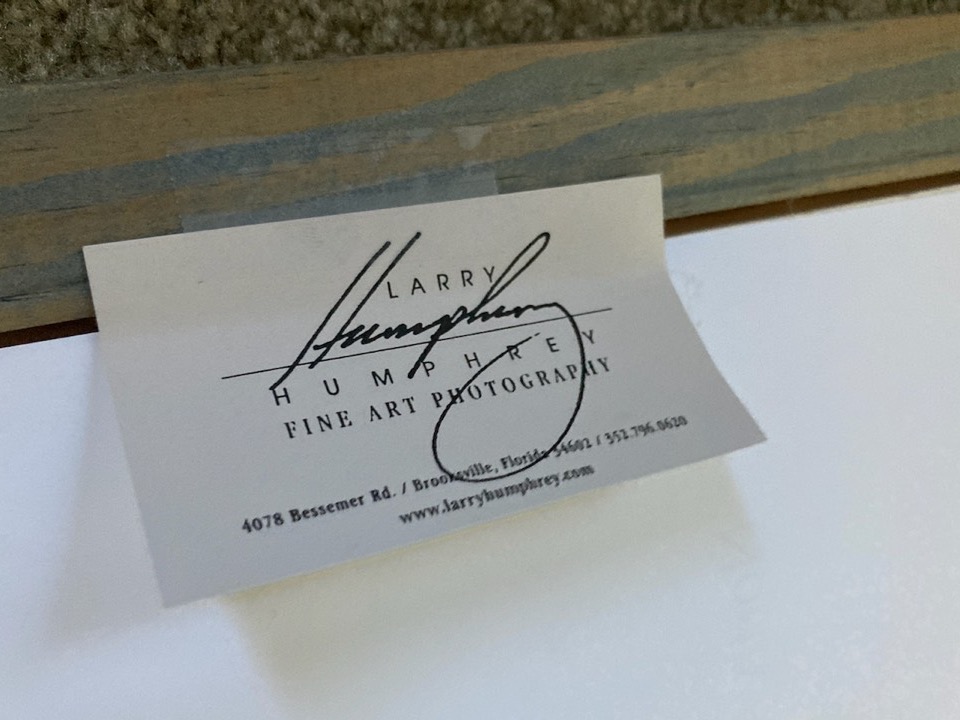 LARRY
Humphrey
HUMPHREY
FINE ART PHOTOGRAPHY
4078 Bessemer Rd. / Brooksville, Florida 34602 / 352.796.0620
www.larryhumphrey.com